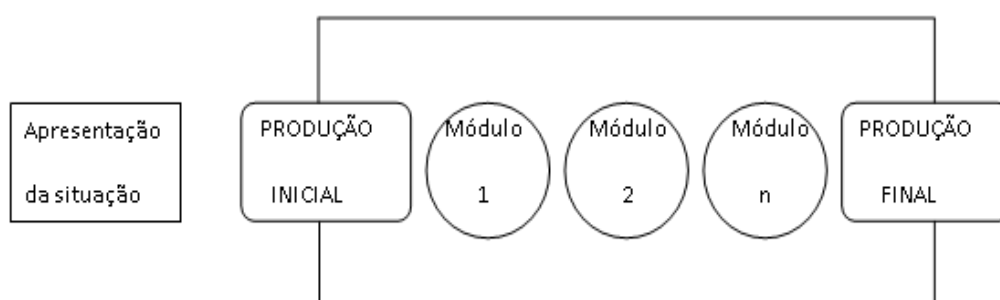 Apresentação
da situação
PRODUÇÃO
INICIAL
Módulo
1
Módulo
2
Módulo
n
PRODUÇÃO
FINAL